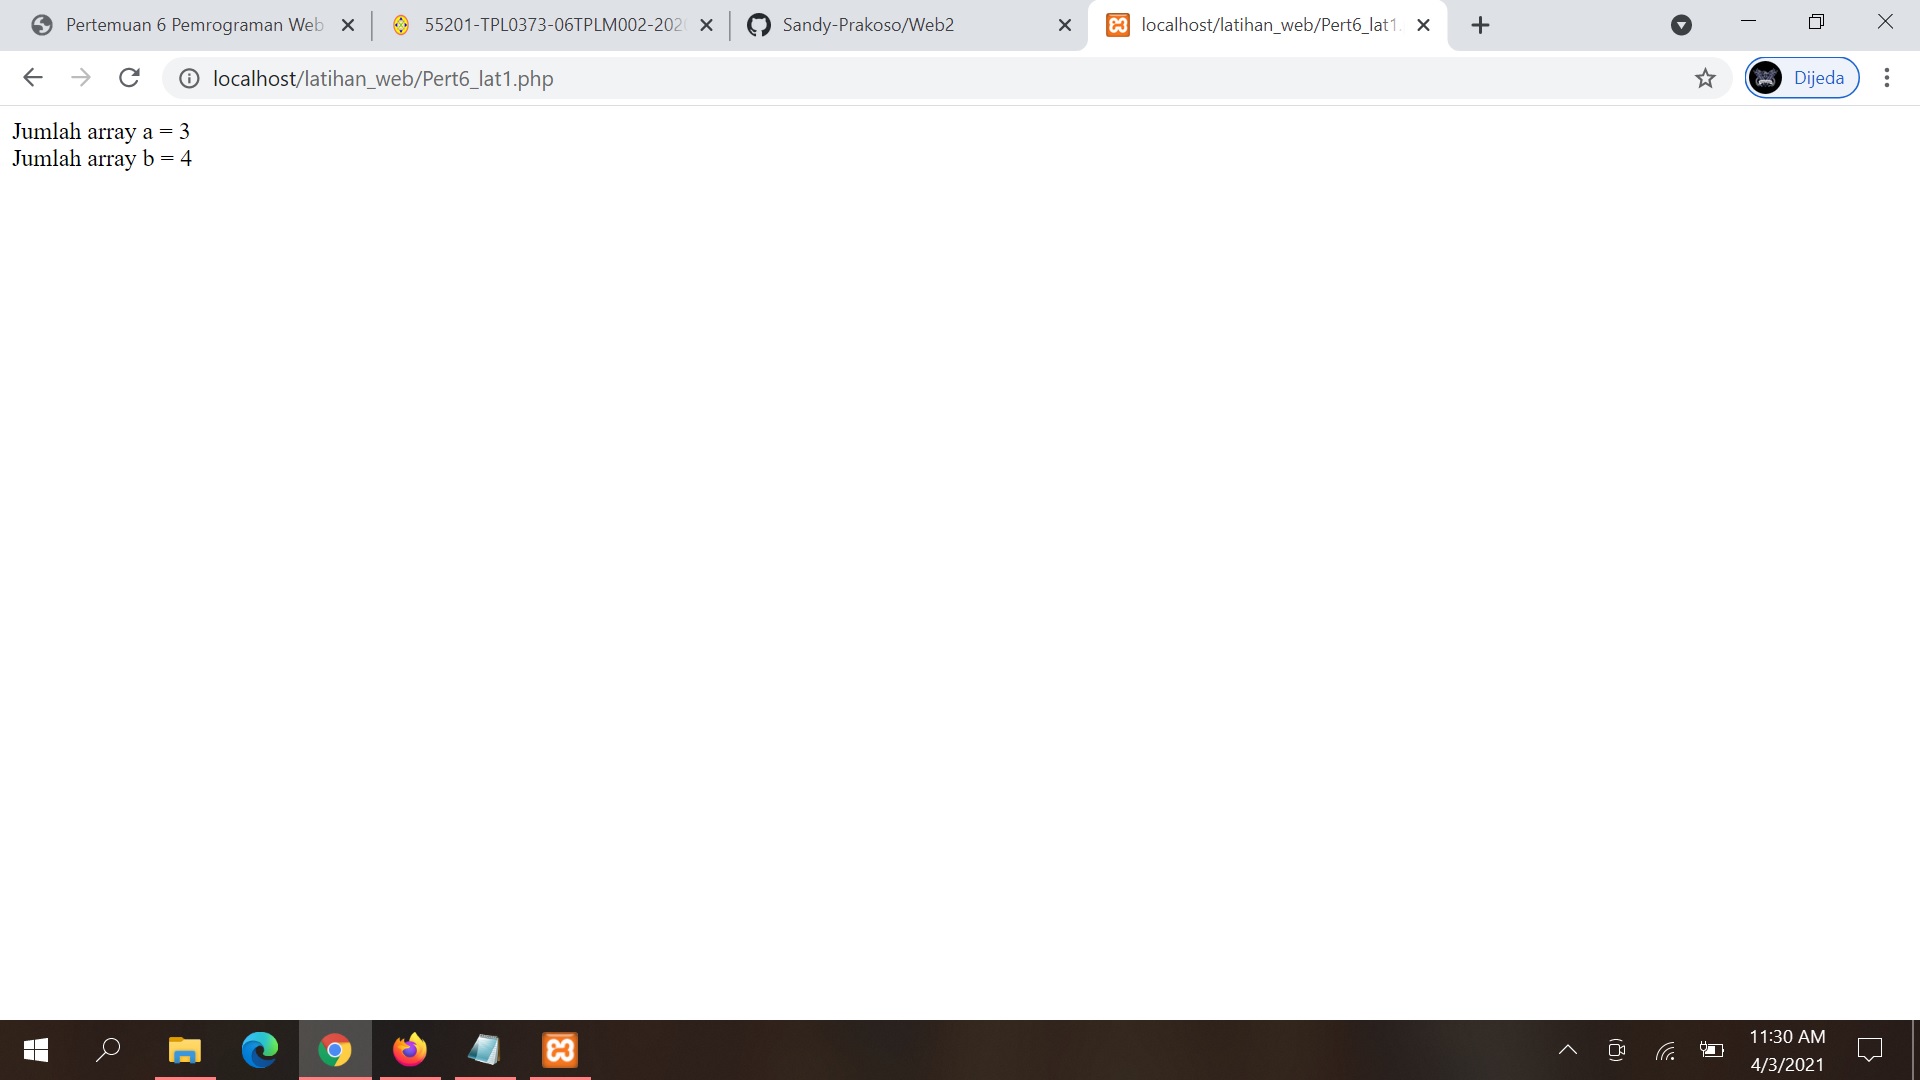 Pertemuan 6 Pemrograman Web
55201-TPL0373-06TPLM002-202
Sandy-Prakoso/Web2
localhost/latihan_web/Pert6_lat1.
localhost/latihan_web/Pert6_lat1.php
Dijeda
Jumlah array a = 3
Jumlah array b = 4
11:30 AM
4/3/2021